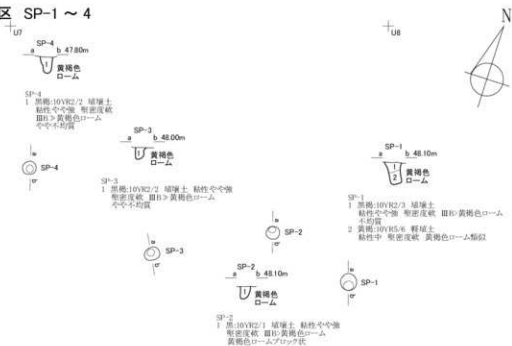 区 SP-1 ~ 4
U7
U8
N
SP-4
a b 47.80m
1
黄褐色
ローム
SP-4
1 黒褐:10YR2/2 埴壌土
粘性やや強 堅密度軟
ⅢB>黄褐色ローム
やや不均質
a
SP-4
b
SP-3
a b 48.00m
1
黄褐色
ローム
SP-3
1 黒褐:10YR2/2 埴壌土 粘性やや強
堅密度軟 ⅢB>黄褐色ローム
やや不均質
SP-1
a b 48.10m
1
2
黄褐色
ローム
SP-1
1 黒褐:10YR2/3 埴壌土
粘性やや強 堅密度軟 ⅢB>黄褐色ローム
不均質
2 黄褐:10YR5/6 軽埴土
粘性中 堅密度軟 黄褐色ローム類似
a
SP-2
b
a
SP-3
b
SP-2
a b 48.10m
1
黄褐色
ローム
a
SP-1
b
SP-2
1 黒:10YR2/1 埴壌土 粘性やや強
堅密度軟 ⅢB>黄褐色ローム
黄褐色ロームブロック状